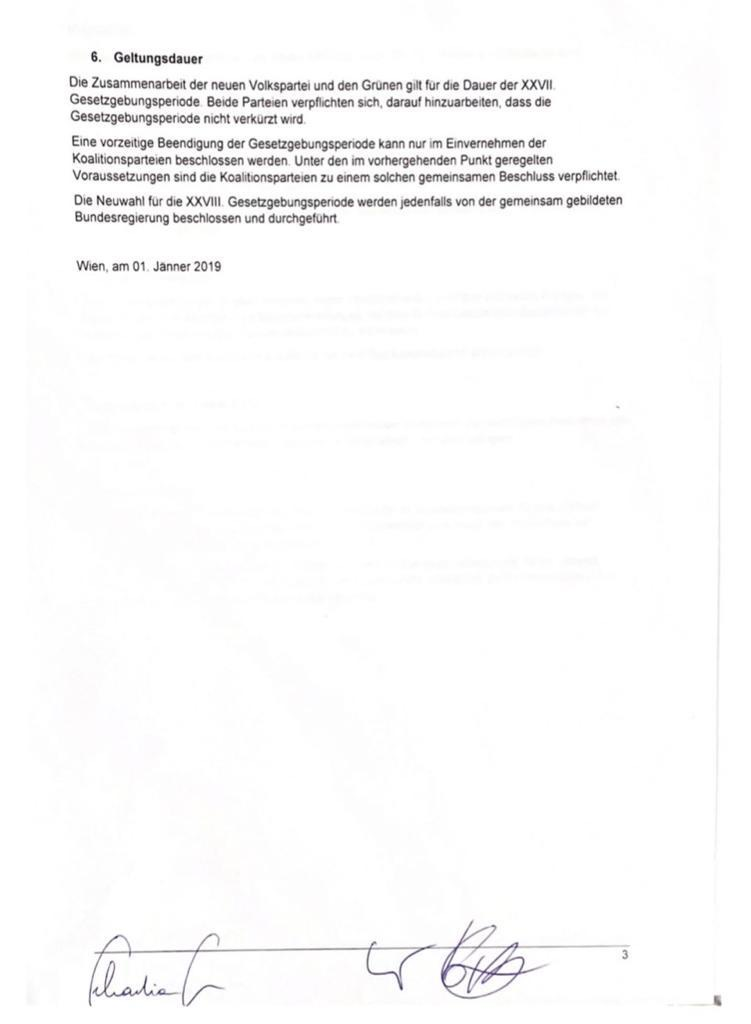 6. Geltungsdauer
Die Zusammenarbeit der neuen Volkspartei und den Grünen gilt für die Dauer der XXVII.
Gesetzgebungsperiode. Beide Parteien verpflichten sich, darauf hinzuarbeiten, dass die
Gesetzgebungsperiode nicht verkürzt wird.
Eine vorzeitige Beendigung der Gesetzgebungsperiode kann nur im Einvernehmen der
Koalitionsparteien beschlossen werden. Unter den im vorhergehenden Punkt geregelten
Voraussetzungen sind die Koalitionsparteien zu einem solchen gemeinsamen Beschluss verpflichtet.
Die Neuwahl für die XXVIII. Gesetzgebungsperiode werden jedenfalls von der gemeinsam gebildeten
Bundesregierung beschlossen und durchgeführt.
Wien, am 01. Jänner 2019
3